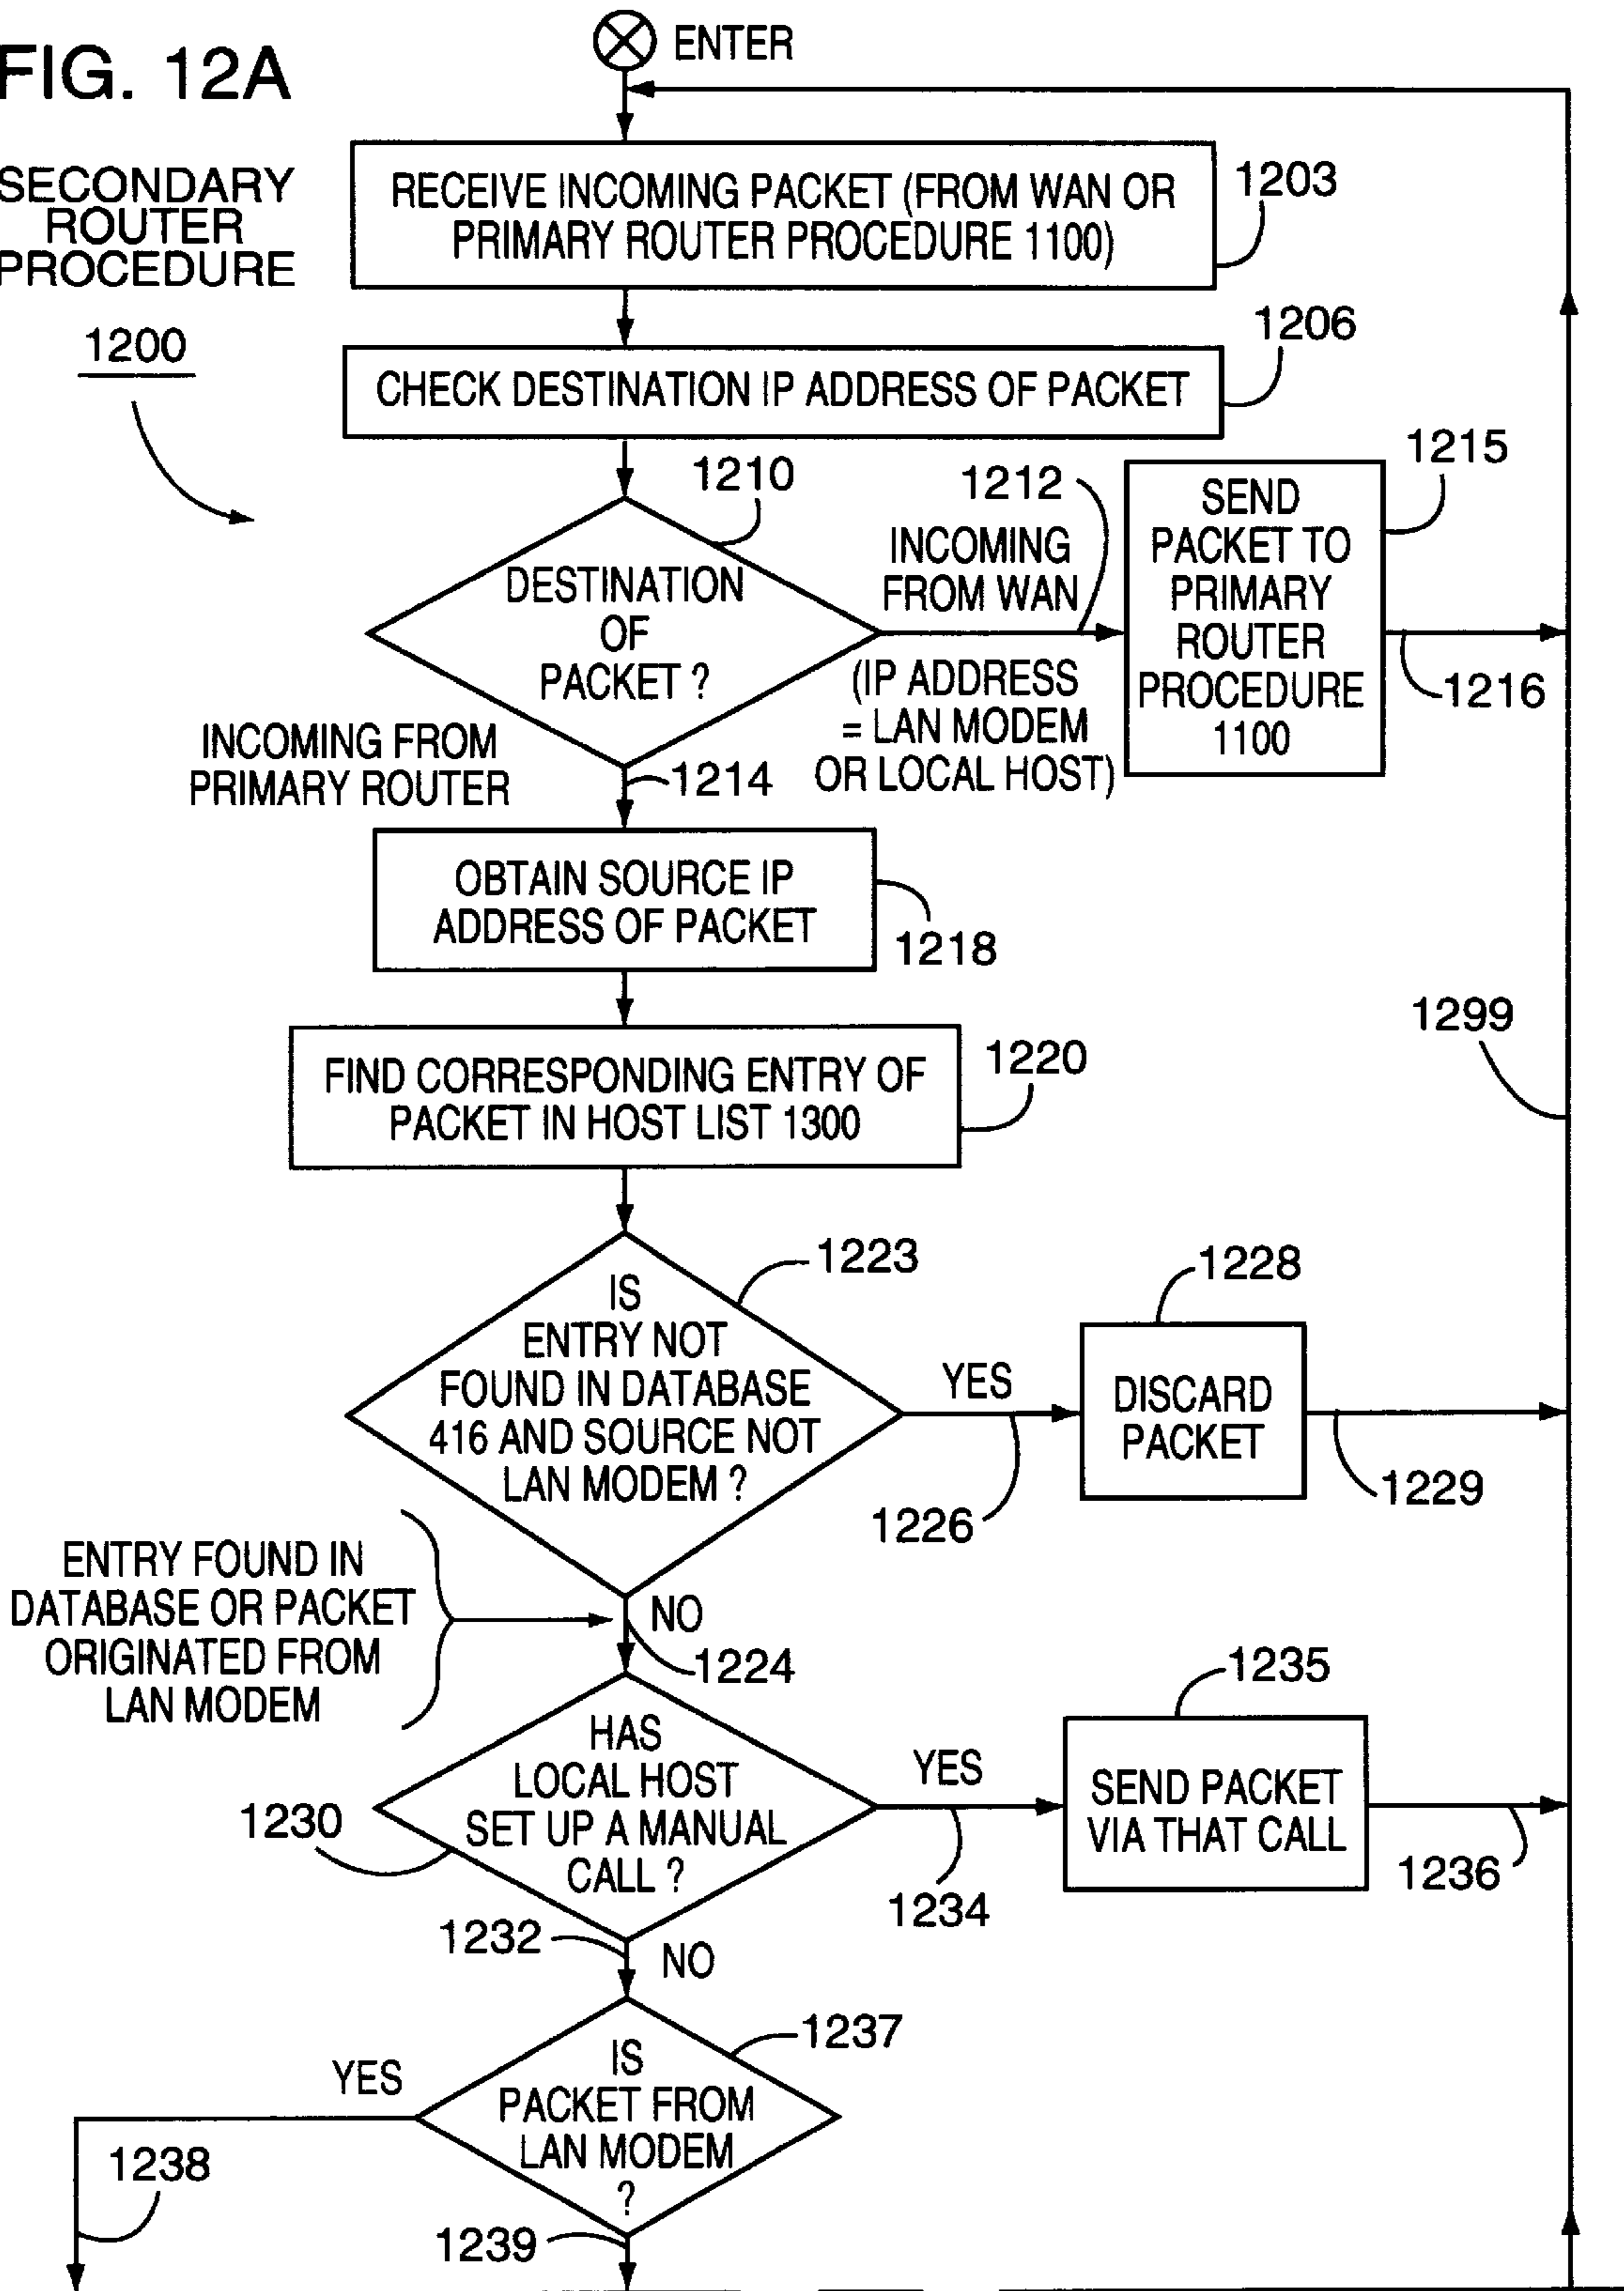 FIG. 12A
ENTER
SECONDARY
ROUTER
PROCEDURE
1200
RECEIVE INCOMING PACKET (FROM WAN OR
PRIMARY ROUTER PROCEDURE 1100)
1203
CHECK DESTINATION IP ADDRESS OF PACKET
1206
DESTINATION
OF
PACKET ?
1210
1212
INCOMING
FROM WAN
(IP ADDRESS
= LAN MODEM
OR LOCAL HOST)
SEND
PACKET TO
PRIMARY
ROUTER
PROCEDURE
1100
1215
1216
INCOMING FROM
PRIMARY ROUTER
1214
OBTAIN SOURCE IP
ADDRESS OF PACKET
1218
FIND CORRESPONDING ENTRY OF
PACKET IN HOST LIST 1300
1220
1299
IS
ENTRY NOT
FOUND IN DATABASE
416 AND SOURCE NOT
LAN MODEM ?
1223
YES
1226
DISCARD
PACKET
1228
1229
ENTRY FOUND IN
DATABASE OR PACKET
ORIGINATED FROM
LAN MODEM
NO
1224
HAS
LOCAL HOST
SET UP A MANUAL
CALL ?
1230
YES
1234
SEND PACKET
VIA THAT CALL
1235
1236
1232
NO
IS
PACKET FROM
LAN MODEM
?
1237
YES
1238
1239